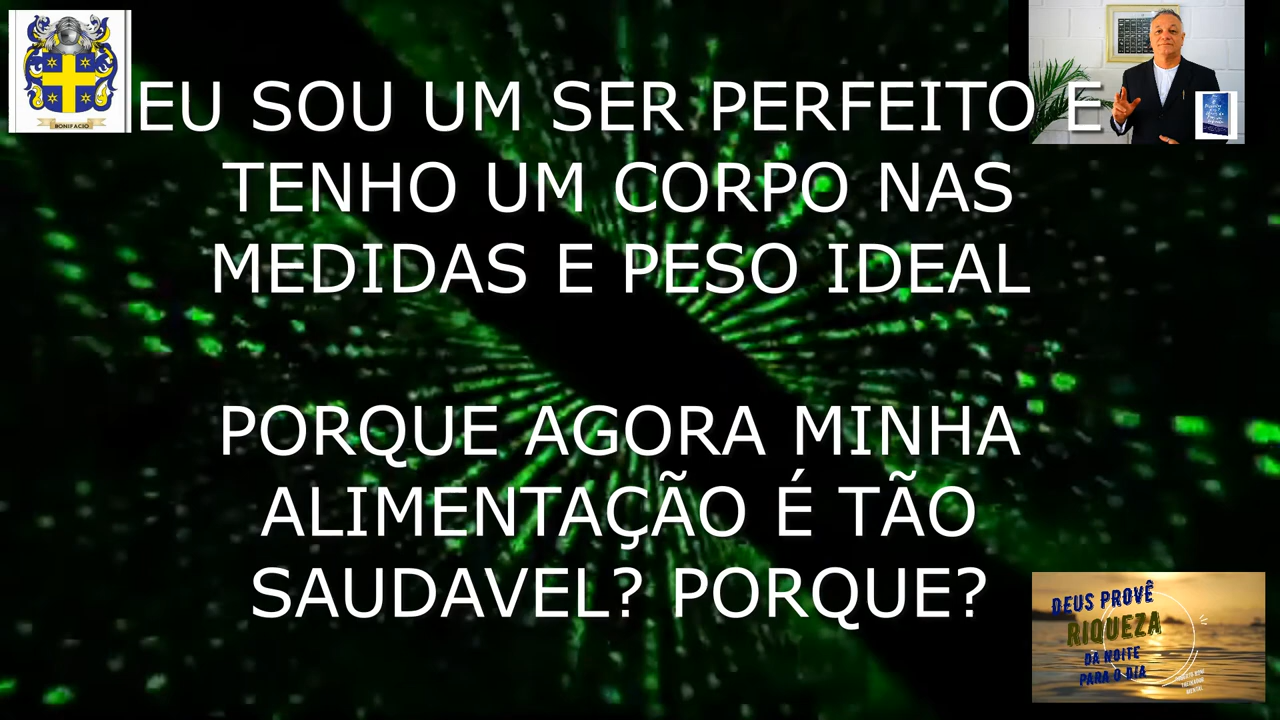 BONIFACIO
EU SOU UM SER PERFEITO E
TENHO UM CORPO NAS
MEDIDAS E PESO IDEAL
PORQUE AGORA MINHA
ALIMENTAÇÃO É TÃO
SAUDAVEL? PORQUE?
DEUS PROVÊ
RIQUEZA
DA NOITE
PARA O DIA